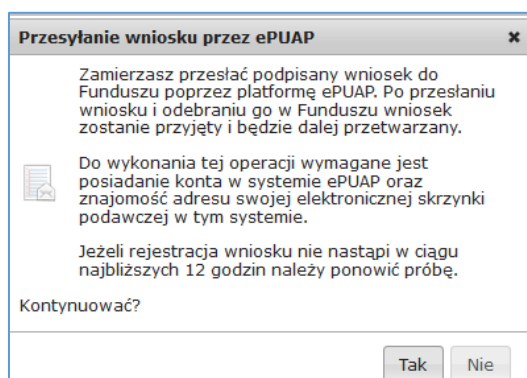 Przesyłanie wniosku przez ePUAP
Zamierzasz przesłać podpisany wniosek do
Funduszu poprzez platformę ePUAP. Po przesłaniu
wniosku i odebraniu go w Funduszu wniosek
zostanie przyjęty i będzie dalej przetwarzany.
Do wykonania tej operacji wymagane jest
posiadanie konta w systemie ePUAP oraz
znajomość adresu swojej elektronicznej skrzynki
podawczej w tym systemie.
Jeżeli rejestracja wniosku nie nastąpi w ciągu
najbliższych 12 godzin należy ponowić próbę.
Kontynuować?
Tak Nie